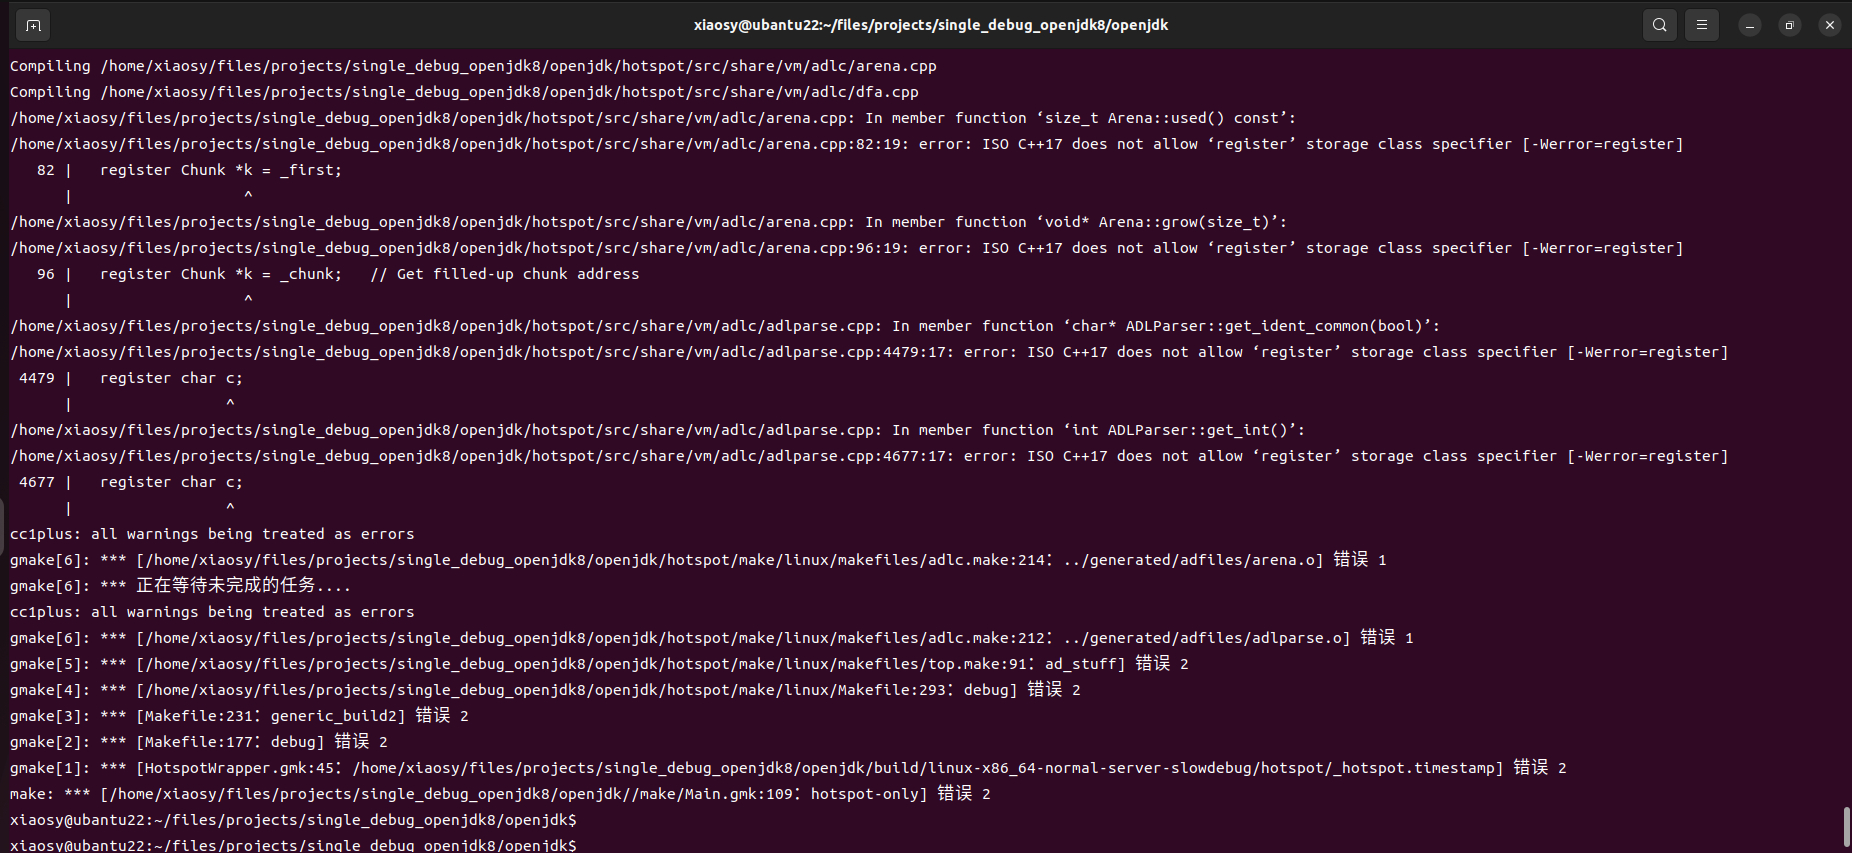 xiaosy@ubantu22:~/files/projects/single_debug_openjdk8/openjdk
Compiling /home/xiaosy/files/projects/single_debug_openjdk8/openjdk/hotspot/src/share/vm/adlc/arena.cpp
Compiling /home/xiaosy/files/projects/single_debug_openjdk8/openjdk/hotspot/src/share/vm/adlc/dfa.cpp
/home/xiaosy/files/projects/single_debug_openjdk8/openjdk/hotspot/src/share/vm/adlc/arena.cpp: In member function ‘size_t Arena::used() const’:
/home/xiaosy/files/projects/single_debug_openjdk8/openjdk/hotspot/src/share/vm/adlc/arena.cpp:82:19: error: ISO C++17 does not allow ‘register’ storage class specifier [-Werror=register]
   82 |   register Chunk *k = _first;
      |                   ^
/home/xiaosy/files/projects/single_debug_openjdk8/openjdk/hotspot/src/share/vm/adlc/arena.cpp: In member function ‘void* Arena::grow(size_t)’:
/home/xiaosy/files/projects/single_debug_openjdk8/openjdk/hotspot/src/share/vm/adlc/arena.cpp:96:19: error: ISO C++17 does not allow ‘register’ storage class specifier [-Werror=register]
   96 |   register Chunk *k = _chunk;   // Get filled-up chunk address
      |                   ^
/home/xiaosy/files/projects/single_debug_openjdk8/openjdk/hotspot/src/share/vm/adlc/adlparse.cpp: In member function ‘char* ADLParser::get_ident_common(bool)’:
/home/xiaosy/files/projects/single_debug_openjdk8/openjdk/hotspot/src/share/vm/adlc/adlparse.cpp:4479:17: error: ISO C++17 does not allow ‘register’ storage class specifier [-Werror=register]
 4479 |   register char c;
      |                 ^
/home/xiaosy/files/projects/single_debug_openjdk8/openjdk/hotspot/src/share/vm/adlc/adlparse.cpp: In member function ‘int ADLParser::get_int()’:
/home/xiaosy/files/projects/single_debug_openjdk8/openjdk/hotspot/src/share/vm/adlc/adlparse.cpp:4677:17: error: ISO C++17 does not allow ‘register’ storage class specifier [-Werror=register]
 4677 |   register char c;
      |                 ^
cc1plus: all warnings being treated as errors
gmake[6]: *** [/home/xiaosy/files/projects/single_debug_openjdk8/openjdk/hotspot/make/linux/makefiles/adlc.make:214：../generated/adfiles/arena.o] 错误 1
gmake[6]: *** 正在等待未完成的任务....
cc1plus: all warnings being treated as errors
gmake[6]: *** [/home/xiaosy/files/projects/single_debug_openjdk8/openjdk/hotspot/make/linux/makefiles/adlc.make:212：../generated/adfiles/adlparse.o] 错误 1
gmake[5]: *** [/home/xiaosy/files/projects/single_debug_openjdk8/openjdk/hotspot/make/linux/makefiles/top.make:91：ad_stuff] 错误 2
gmake[4]: *** [/home/xiaosy/files/projects/single_debug_openjdk8/openjdk/hotspot/make/linux/Makefile:293：debug] 错误 2
gmake[3]: *** [Makefile:231：generic_build2] 错误 2
gmake[2]: *** [Makefile:177：debug] 错误 2
gmake[1]: *** [HotspotWrapper.gmk:45：/home/xiaosy/files/projects/single_debug_openjdk8/openjdk/build/linux-x86_64-normal-server-slowdebug/hotspot/_hotspot.timestamp] 错误 2
make: *** [/home/xiaosy/files/projects/single_debug_openjdk8/openjdk//make/Main.gmk:109：hotspot-only] 错误 2
xiaosy@ubantu22:~/files/projects/single_debug_openjdk8/openjdk$
xiaosy@ubantu22:~/files/projects/single_debug_openjdk8/openjdk$